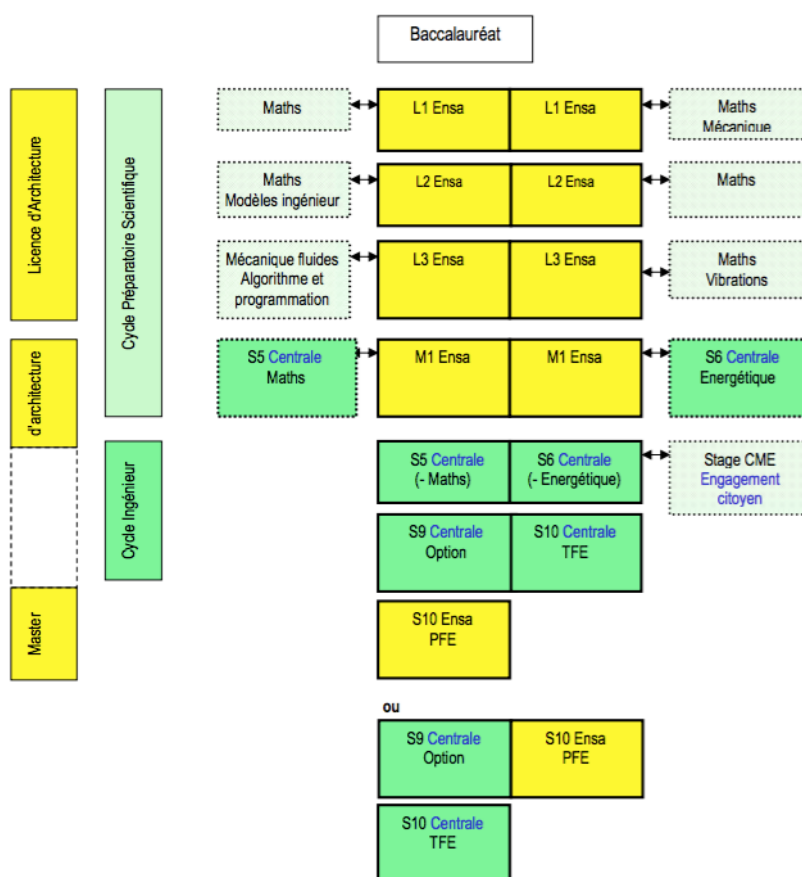 Baccalauréat
Licence d'Architecture
Cycle Préparatoire Scientifique
Maths
L1 Ensa
L1 Ensa
Maths
Mécanique
Maths
Modèles ingénieur
L2 Ensa
L2 Ensa
Maths
Mécanique fluides
Algorithme et
programmation
L3 Ensa
L3 Ensa
Maths
Vibrations
d'architecture
S5 Centrale
Maths
M1 Ensa
M1 Ensa
S6 Centrale
Energétique
Cycle Ingénieur
S5 Centrale
(- Maths)
S6 Centrale
(- Energétique)
Stage CME
Engagement
citoyen
S9 Centrale
Option
S10 Centrale
TFE
Master
S10 Ensa
PFE
ou
S9 Centrale
Option
S10 Ensa
PFE
S10 Centrale
TFE